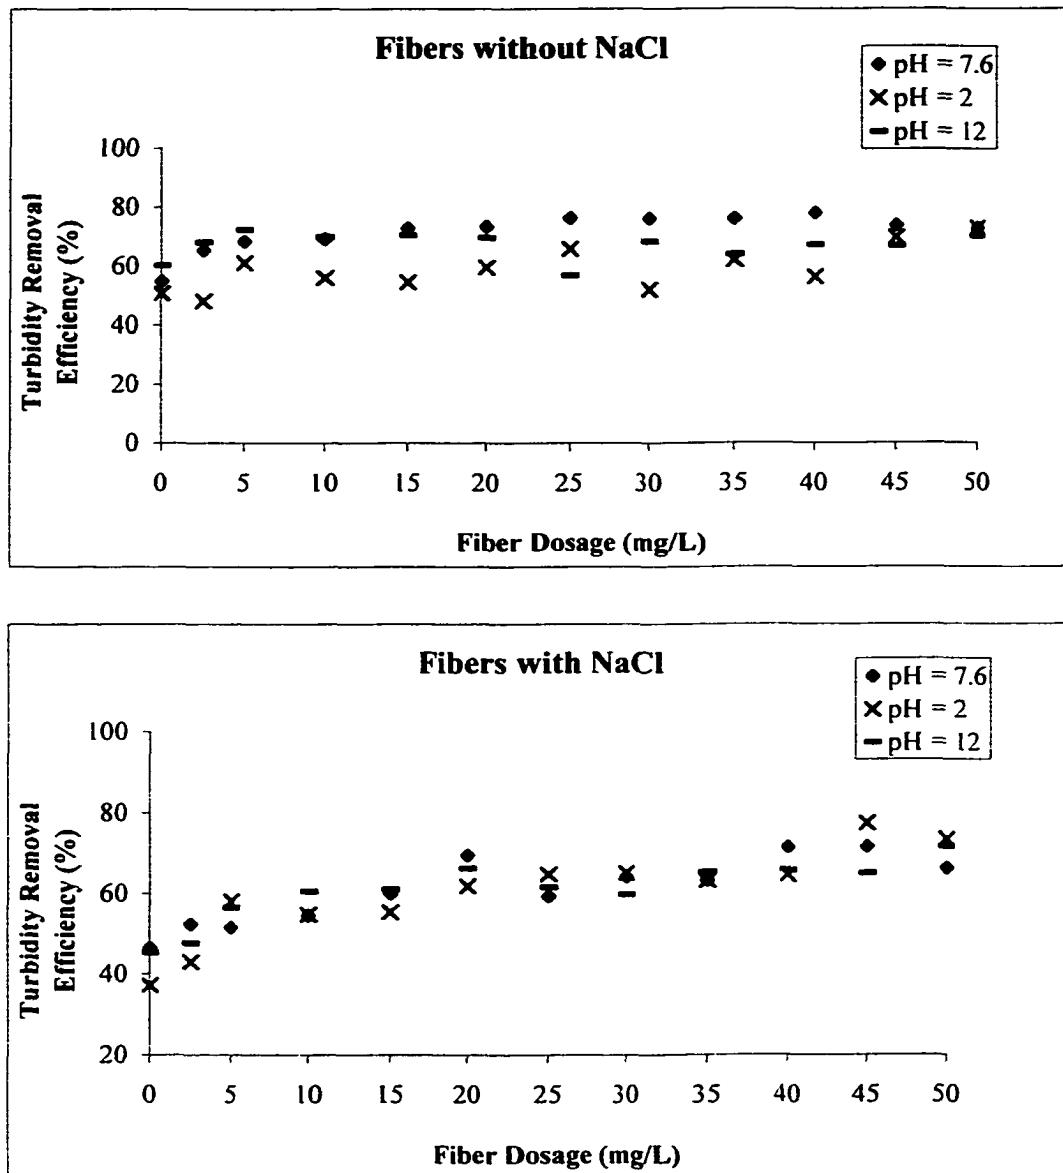 Fibers without NaCl
pH = 7.6
pH = 2
pH = 12
100
80
60
40
20
0
Turbidity Removal
Efficiency (%)
0 5 10 15 20 25 30 35 40 45 50
Fiber Dosage (mg/L)
Fibers with NaCl
pH = 7.6
pH = 2
pH = 12
100
80
60
40
20
Turbidity Removal
Efficiency (%)
0 5 10 15 20 25 30 35 40 45 50
Fiber Dosage (mg/L)